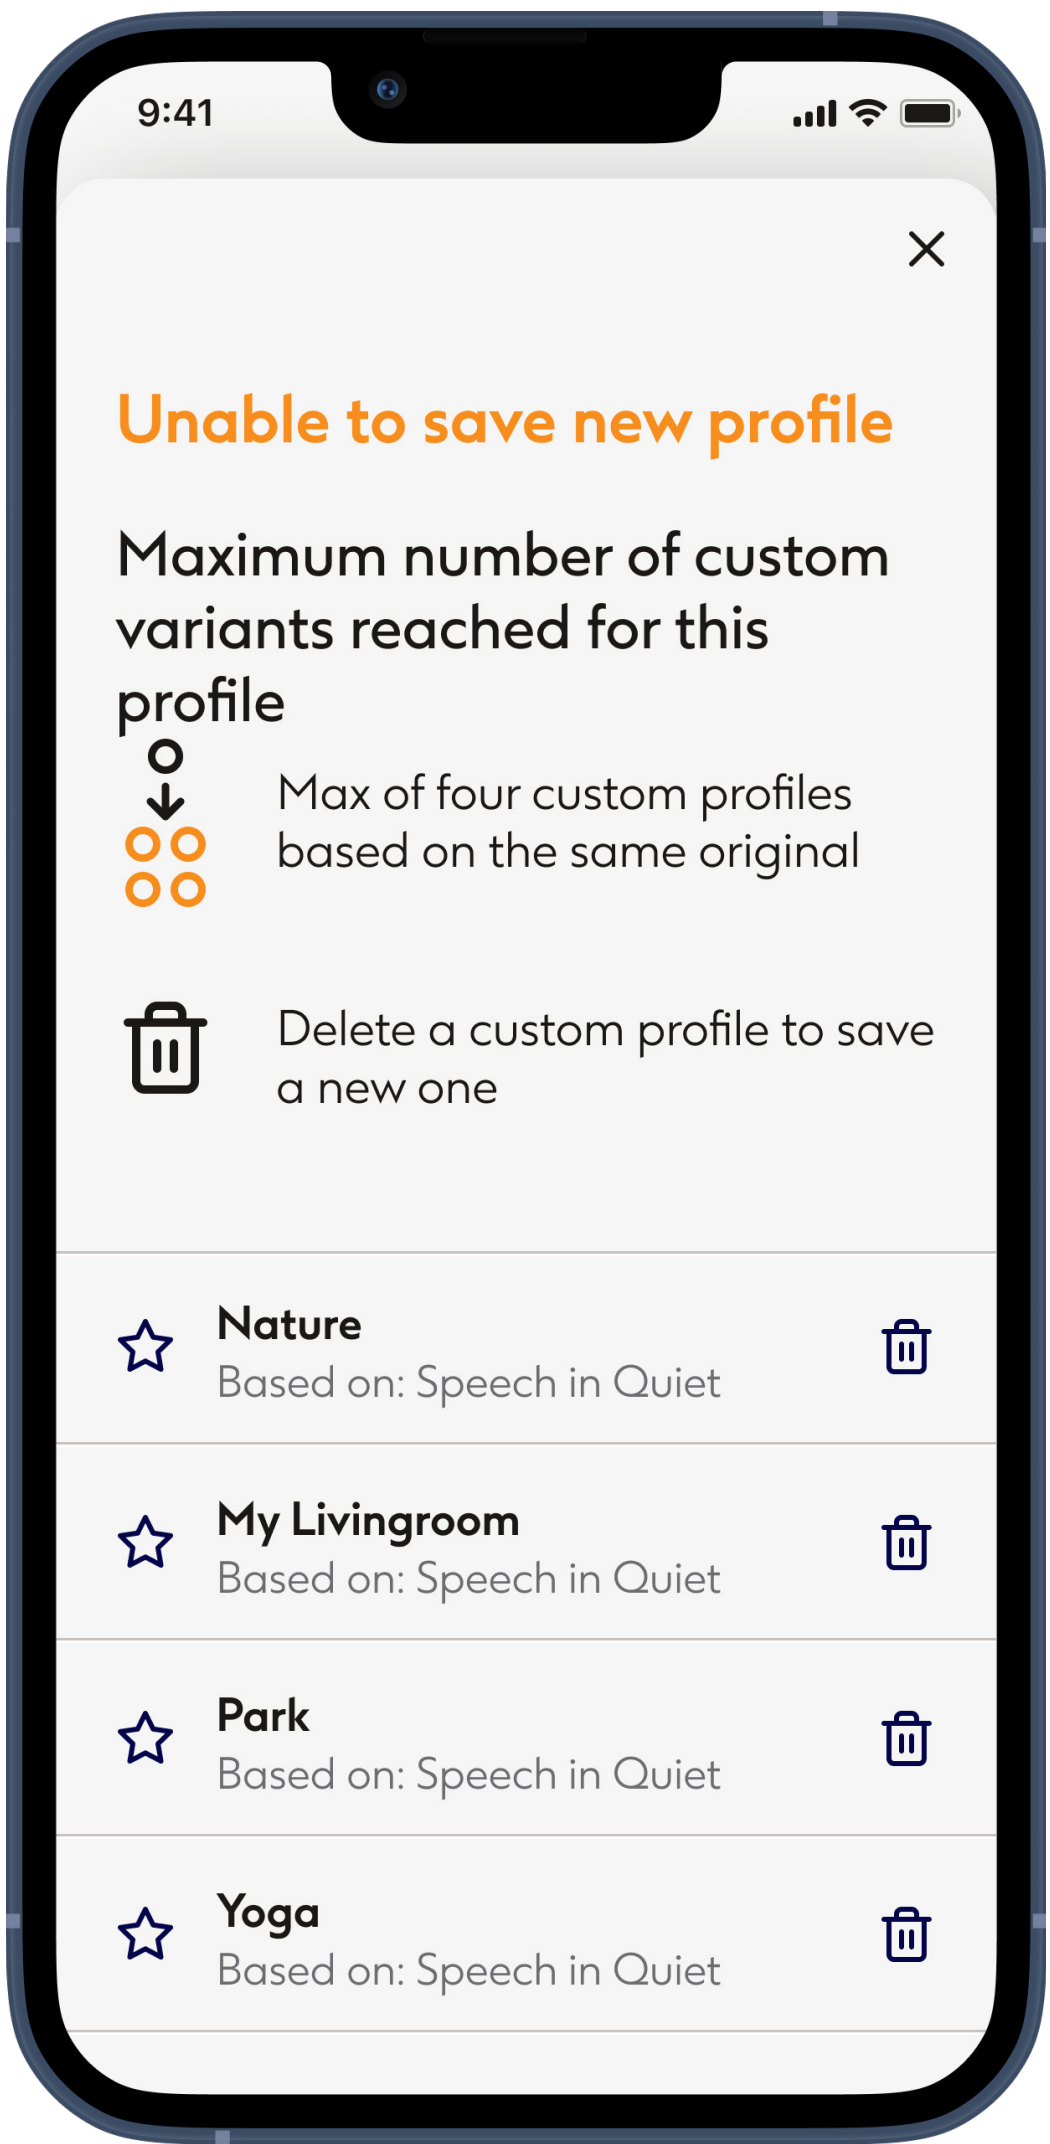 9:41
Unable to save new profile
Maximum number of custom
variants reached for this
profile
Max of four custom profiles
based on the same original
Delete a custom profile to save
a new one
Nature
Based on: Speech in Quiet
My Livingroom
Based on: Speech in Quiet
Park
Based on: Speech in Quiet
Yoga
Based on: Speech in Quiet